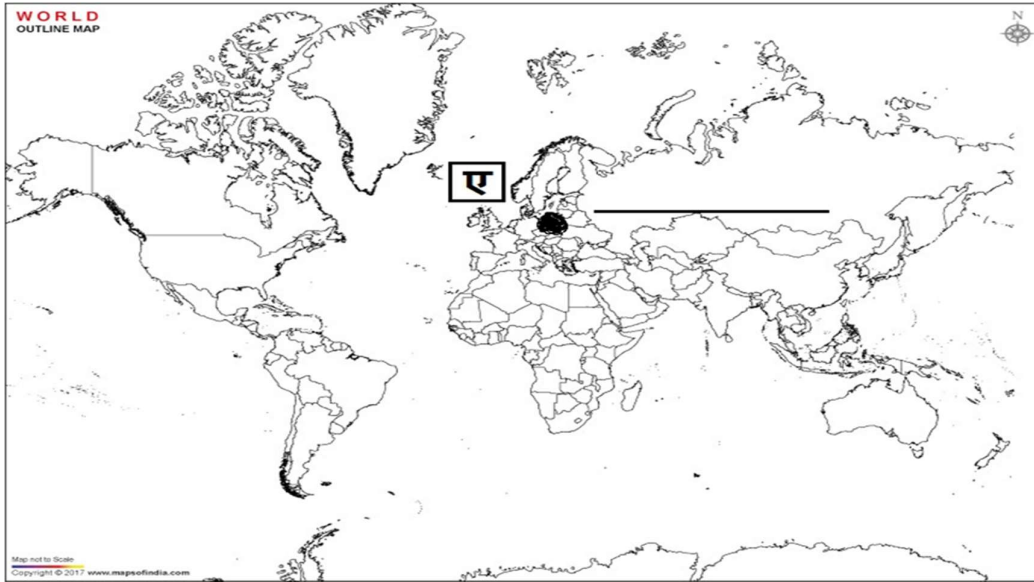 WORLD
OUTLINE MAP
N
ए
Map not to Scale
Copyright © 2017 www.mapsofindia.com